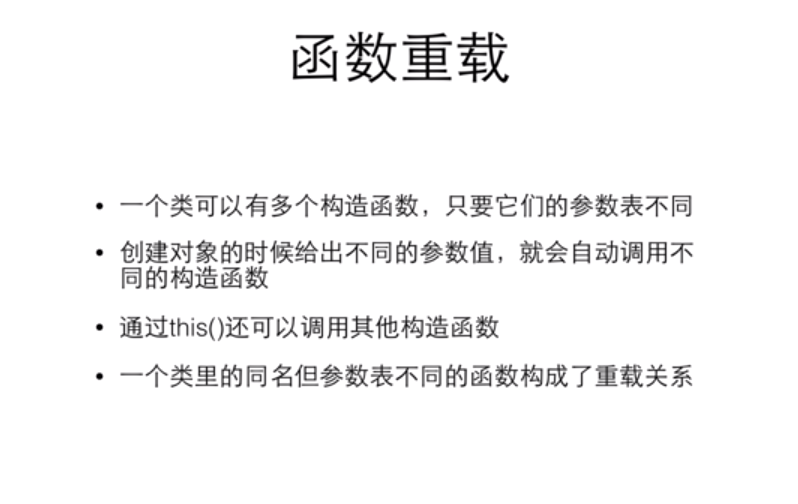 函数重载
• 一个类可以有多个构造函数，只要它们的参数表不同
• 创建对象的时候给出不同的参数值，就会自动调用不
同的构造函数
• 通过this()还可以调用其他构造函数
• 一个类里的同名但参数表不同的函数构成了重载关系